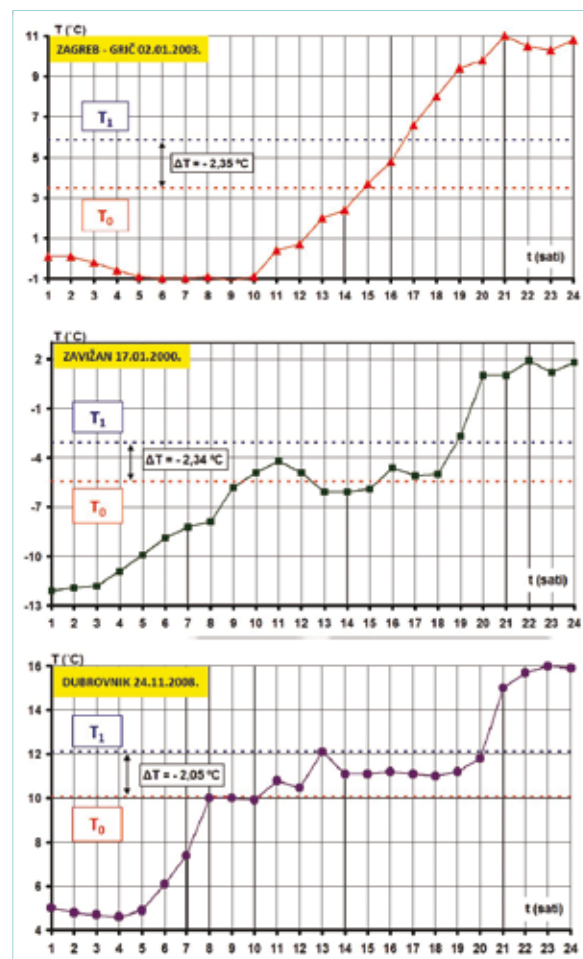 T (˚C)
ZAGREB - GRIČ 02.01.2003.
11
9
7
5
3
1
-1
T₁
ΔT = - 2,35 ºC
T₀
t (sati)
1 2 3 4 5 6 7 8 9 10 11 12 13 14 15 16 17 18 19 20 21 22 23 24
T (˚C)
ZAVIŽAN 17.01.2000.
2
-1
-4
-7
-10
-13
T₁
ΔT = - 2,34 ºC
T₀
t (sati)
1 2 3 4 5 6 7 8 9 10 11 12 13 14 15 16 17 18 19 20 21 22 23 24
T (˚C)
DUBROVNIK 24.11.2008.
16
14
12
10
8
6
4
T₁
ΔT = - 2,05 ºC
T₀
t (sati)
1 2 3 4 5 6 7 8 9 10 11 12 13 14 15 16 17 18 19 20 21 22 23 24